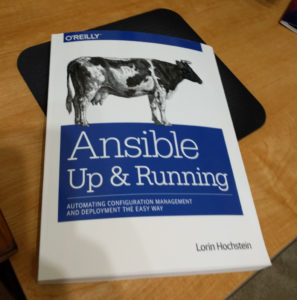 O'REILLY
Ansible
Up & Running
AUTOMATING CONFIGURATION MANAGEMENT
AND DEPLOYMENT THE EASY WAY
Lorin Hochstein